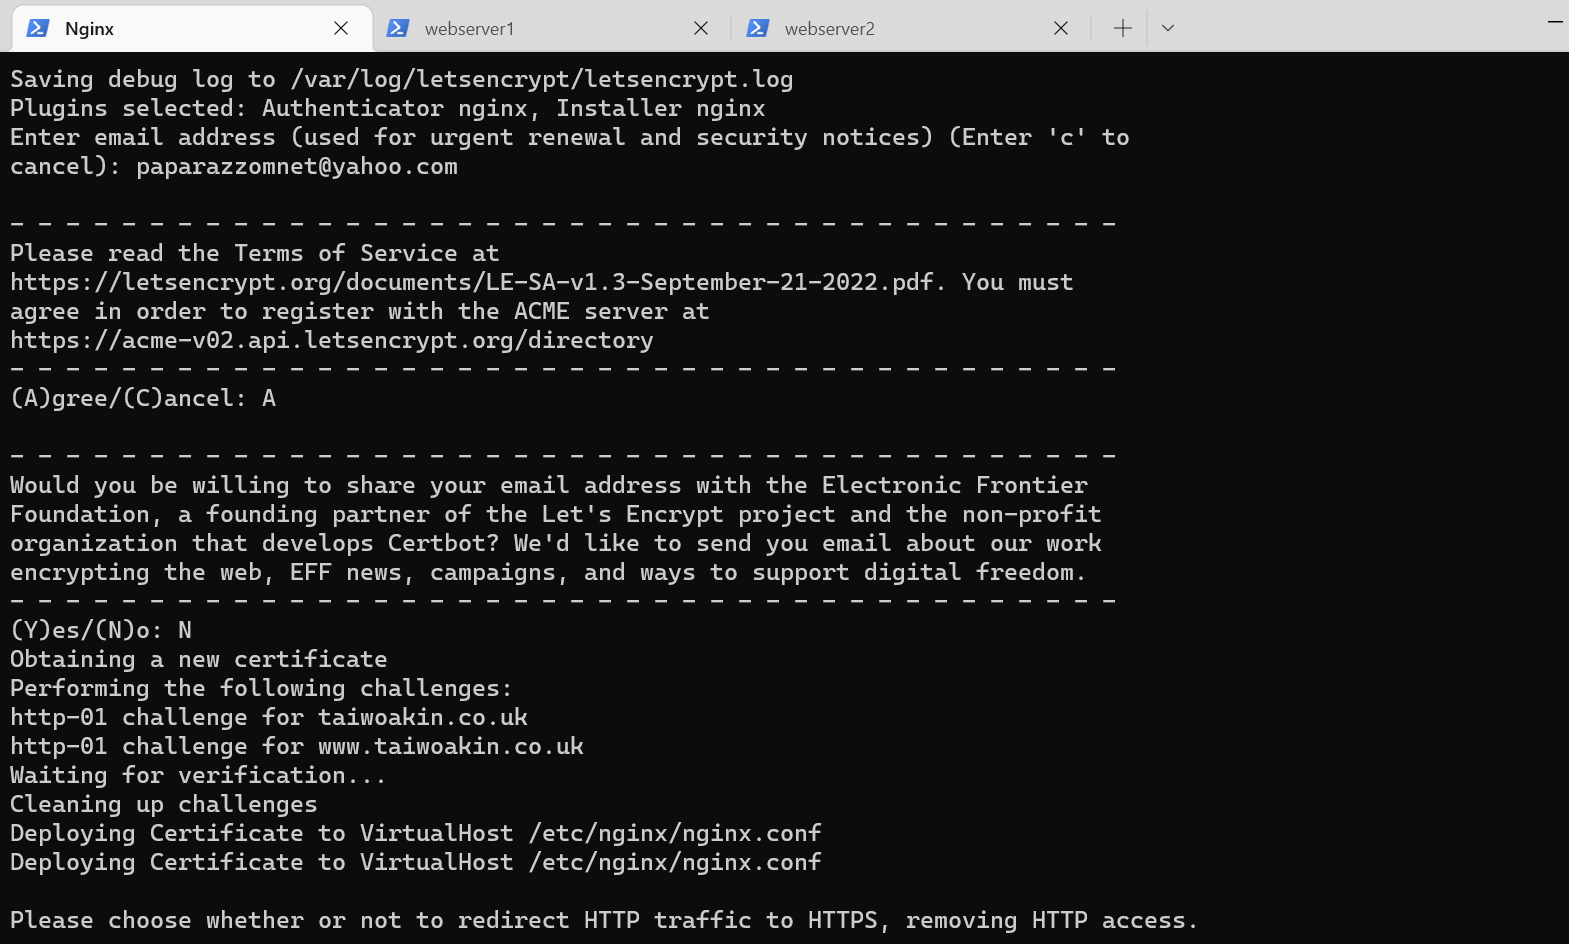 Nginx
webserver1
webserver2
Saving debug log to /var/log/letsencrypt/letsencrypt.log
Plugins selected: Authenticator nginx, Installer nginx
Enter email address (used for urgent renewal and security notices) (Enter 'c' to
cancel): paparazzomnet@yahoo.com
- - - - - - - - - - - - - - - - - - - - - - - - - - - - - - - - - - - - - - - -
Please read the Terms of Service at
https://letsencrypt.org/documents/LE-SA-v1.3-September-21-2022.pdf. You must
agree in order to register with the ACME server at
https://acme-v02.api.letsencrypt.org/directory
- - - - - - - - - - - - - - - - - - - - - - - - - - - - - - - - - - - - - - - -
(A)gree/(C)ancel: A
- - - - - - - - - - - - - - - - - - - - - - - - - - - - - - - - - - - - - - - -
Would you be willing to share your email address with the Electronic Frontier
Foundation, a founding partner of the Let's Encrypt project and the non-profit
organization that develops Certbot? We'd like to send you email about our work
encrypting the web, EFF news, campaigns, and ways to support digital freedom.
- - - - - - - - - - - - - - - - - - - - - - - - - - - - - - - - - - - - - - - -
(Y)es/(N)o: N
Obtaining a new certificate
Performing the following challenges:
http-01 challenge for taiwoakin.co.uk
http-01 challenge for www.taiwoakin.co.uk
Waiting for verification...
Cleaning up challenges
Deploying Certificate to VirtualHost /etc/nginx/nginx.conf
Deploying Certificate to VirtualHost /etc/nginx/nginx.conf
Please choose whether or not to redirect HTTP traffic to HTTPS, removing HTTP access.